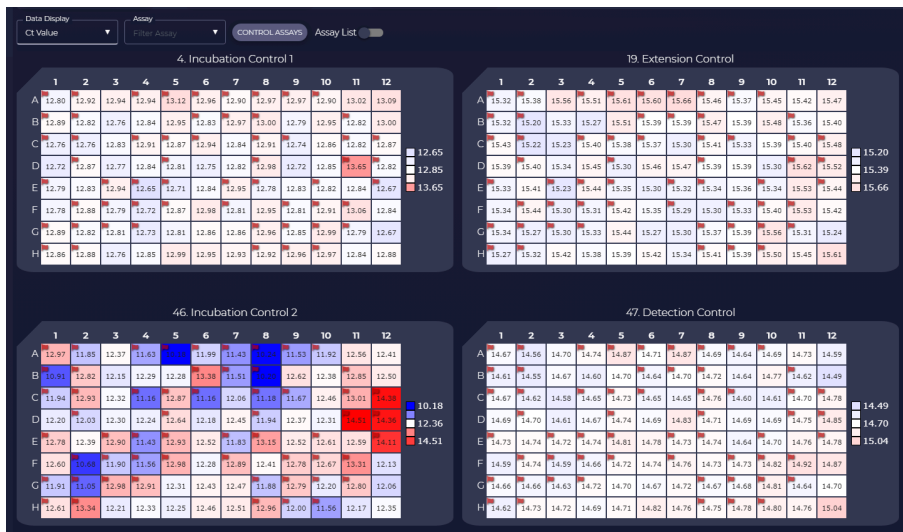 Data Display
Ct Value
Assay
Filter Assay
CONTROL ASSAYS
Assay List
4. Incubation Control 1
1 2 3 4 5 6 7 8 9 10 11 12
A 12.80 12.92 12.94 12.94 13.12 12.96 12.90 12.97 12.97 12.90 13.02 13.09
B 12.89 12.82 12.76 12.84 12.95 12.83 12.97 13.00 12.79 12.95 12.82 13.00
C 12.76 12.76 12.83 12.91 12.87 12.94 12.84 12.91 12.74 12.86 12.82 12.87
D 12.72 12.87 12.77 12.84 12.81 12.75 12.82 12.98 12.72 12.85 13.65 12.82
E 12.79 12.83 12.94 12.65 12.71 12.84 12.95 12.78 12.83 12.82 12.84 12.67
F 12.78 12.88 12.79 12.72 12.87 12.98 12.81 12.95 12.81 12.91 13.06 12.84
G 12.89 12.82 12.81 12.73 12.81 12.86 12.86 12.96 12.85 12.99 12.79 12.67
H 12.86 12.88 12.76 12.85 12.99 12.95 12.93 12.92 12.96 12.97 12.84 12.88
12.65
12.85
13.65
19. Extension Control
1 2 3 4 5 6 7 8 9 10 11 12
A 15.32 15.38 15.56 15.51 15.61 15.60 15.66 15.46 15.37 15.45 15.42 15.47
B 15.32 15.20 15.33 15.27 15.51 15.39 15.39 15.47 15.39 15.48 15.36 15.40
C 15.43 15.22 15.23 15.40 15.38 15.37 15.38 15.41 15.33 15.39 15.40 15.48
D 15.39 15.40 15.34 15.45 15.30 15.46 15.47 15.39 15.39 15.30 15.62 15.52
E 15.33 15.41 15.23 15.44 15.35 15.30 15.32 15.34 15.36 15.34 15.53 15.44
F 15.34 15.44 15.30 15.31 15.42 15.35 15.29 15.30 15.33 15.40 15.53 15.42
G 15.34 15.27 15.30 15.33 15.44 15.27 15.30 15.37 15.39 15.56 15.31 15.24
H 15.27 15.32 15.42 15.38 15.39 15.42 15.34 15.41 15.39 15.50 15.45 15.61
15.20
15.39
15.66
46. Incubation Control 2
1 2 3 4 5 6 7 8 9 10 11 12
A 12.97 11.85 12.37 11.63 11.99 11.43 11.53 11.92 12.56 12.41
B 10.91 12.82 12.15 12.29 12.28 13.38 11.51 12.62 12.38 12.85 12.50
C 11.94 12.93 12.32 11.16 12.87 11.16 12.06 11.18 11.67 12.46 13.01 14.38
D 12.20 12.03 12.30 12.24 12.64 12.18 12.45 11.94 12.37 12.31 14.51 14.36
E 12.78 12.39 12.90 11.43 12.93 12.52 11.83 13.15 12.52 12.61 12.59 14.11
F 12.60 10.68 11.90 11.56 12.98 12.28 12.89 12.41 12.78 12.67 13.31 12.13
G 11.91 11.05 12.98 12.91 12.31 12.43 12.47 11.88 12.79 12.20 12.80 12.06
H 12.61 13.34 12.21 12.33 12.25 12.46 12.51 12.96 12.00 11.56 12.17 12.35
10.18
12.36
14.51
47. Detection Control
1 2 3 4 5 6 7 8 9 10 11 12
A 14.67 14.56 14.70 14.74 14.87 14.71 14.87 14.69 14.64 14.69 14.73 14.59
B 14.61 14.55 14.67 14.60 14.70 14.64 14.70 14.72 14.64 14.77 14.62 14.49
C 14.67 14.62 14.58 14.65 14.73 14.65 14.74 14.69 14.60 14.71 14.76 14.78
D 14.69 14.70 14.61 14.67 14.73 14.74 14.69 14.83 14.71 14.69 14.75 14.85
E 14.73 14.74 14.72 14.74 14.81 14.78 14.73 14.74 14.64 14.70 14.76 14.78
F 14.59 14.74 14.59 14.66 14.72 14.74 14.76 14.73 14.73 14.82 14.92 14.87
G 14.66 14.66 14.63 14.72 14.70 14.67 14.67 14.68 14.67 14.81 14.64 14.70
H 14.62 14.73 14.72 14.69 14.71 14.82 14.76 14.75 14.78 14.80 14.76 15.04
14.49
14.70
15.04